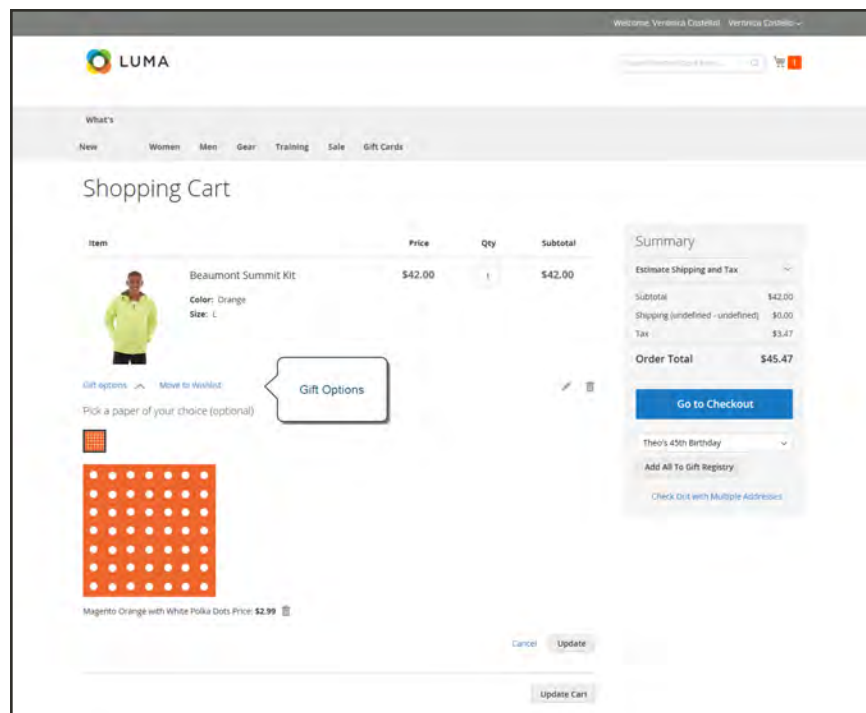 Welcome, Veronica Costello! Veronica Costello
LUMA
1
What's
New Women Men Gear Training Sale Gift Cards
Shopping Cart
Item Price Qty Subtotal
Beaumont Summit Kit $42.00 1 $42.00
Color: Orange
Size: L
Gift options Move to Wishlist
Gift Options
Pick a paper of your choice (optional)
Magento Orange with White Polka Dots Price: $2.99
Cancel Update
Update Cart
Summary
Estimate Shipping and Tax
Subtotal $42.00
Shipping (undefined - undefined) $0.00
Tax $3.47
Order Total $45.47
Go to Checkout
Theo's 45th Birthday
Add All To Gift Registry
Check Out with Multiple Addresses